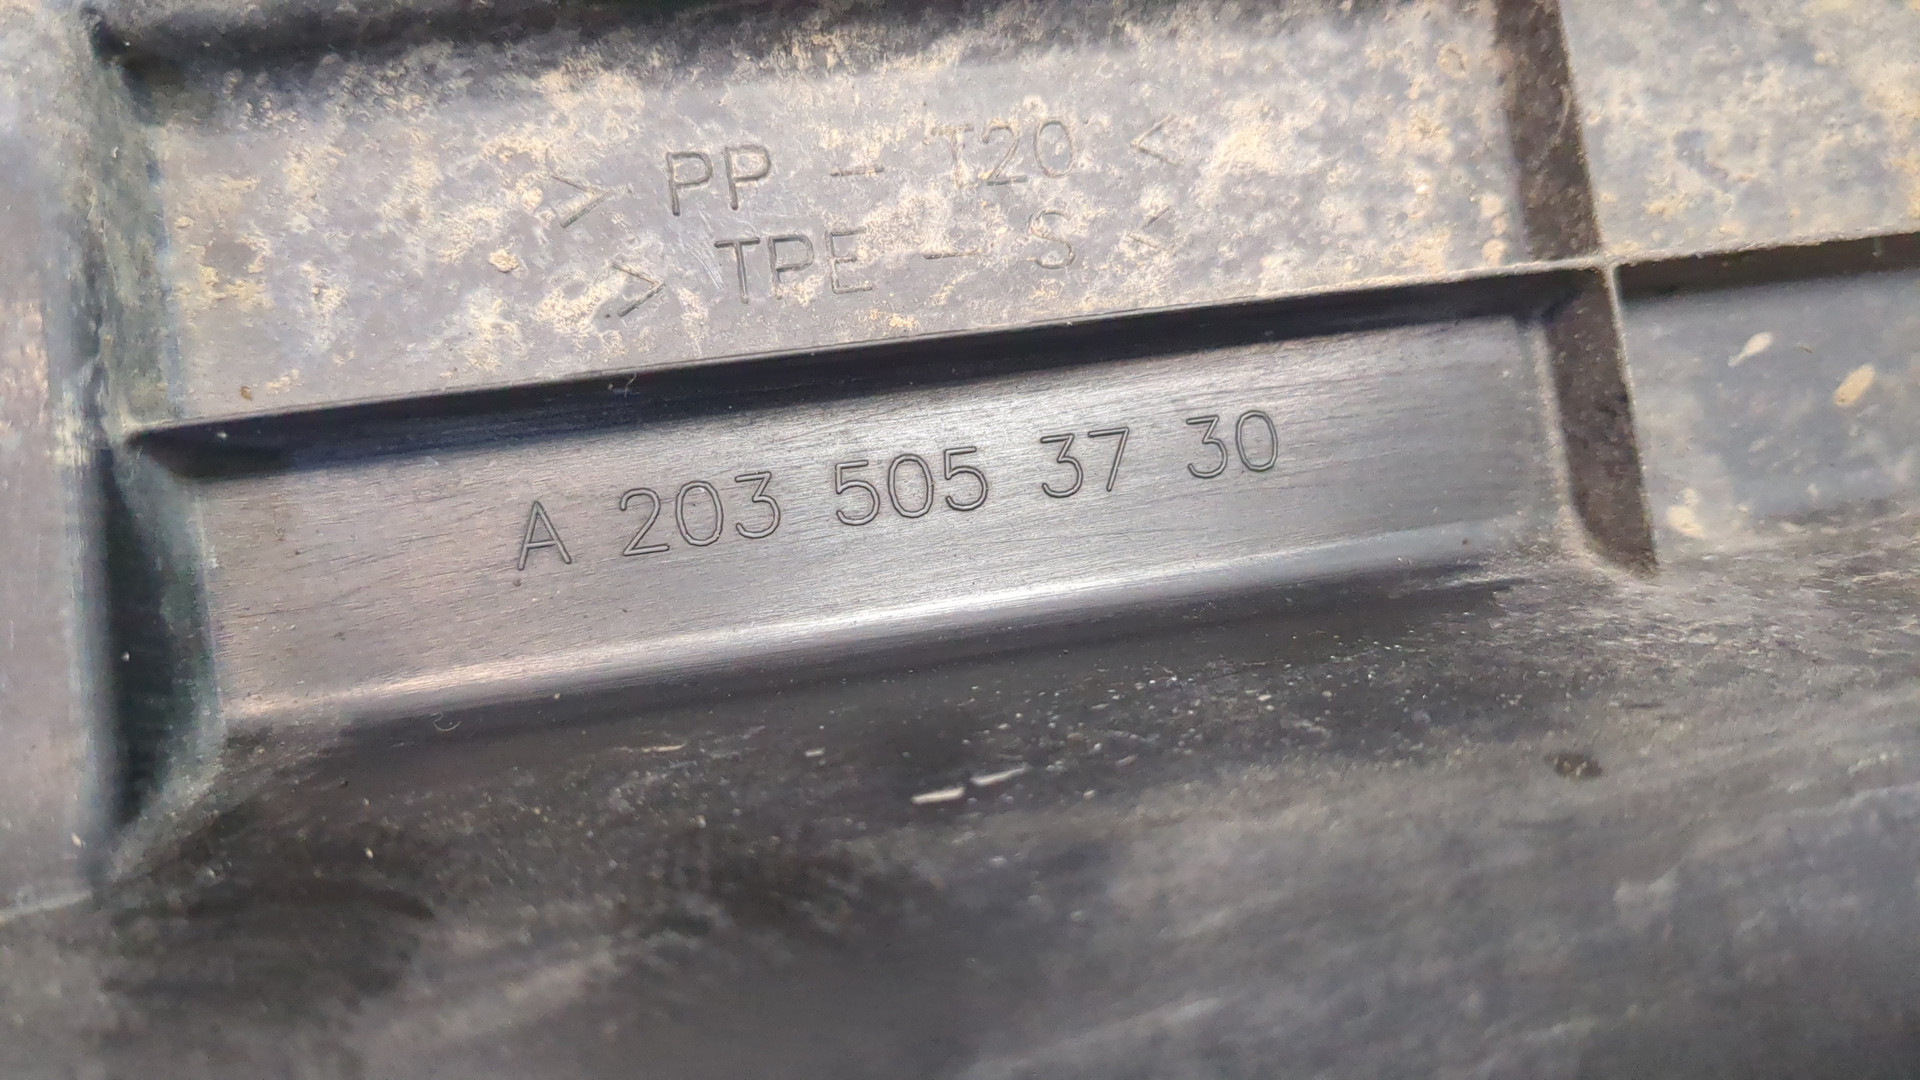 > PP - T20 <
> TPE - S <
A 203 505 37 30